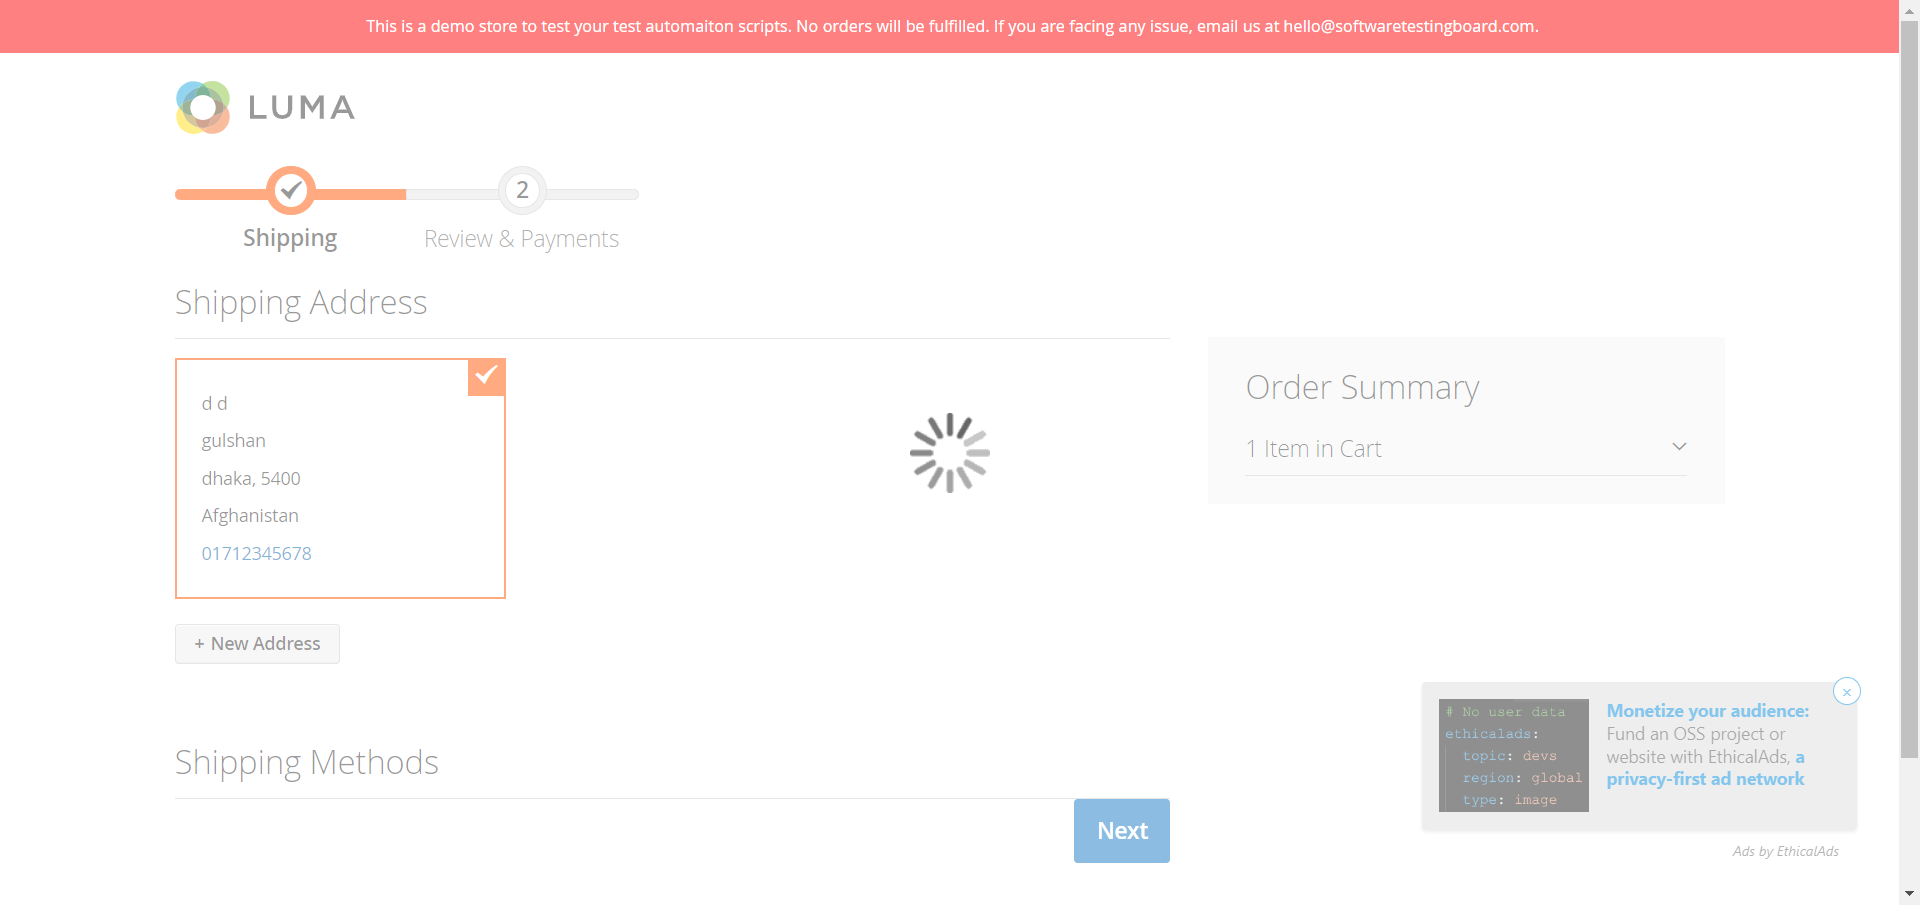 This is a demo store to test your test automaiton scripts. No orders will be fulfilled. If you are facing any issue, email us at hello@softwaretestingboard.com.
LUMA
2
Shipping
Review & Payments
Shipping Address
d d
gulshan
dhaka, 5400
Afghanistan
01712345678
+ New Address
Order Summary
1 Item in Cart
Shipping Methods
Next
# No user data
ethicalads:
topic: devs
region: global
type: image
Monetize your audience:
Fund an OSS project or
website with EthicalAds, a
privacy-first ad network
×
Ads by EthicalAds